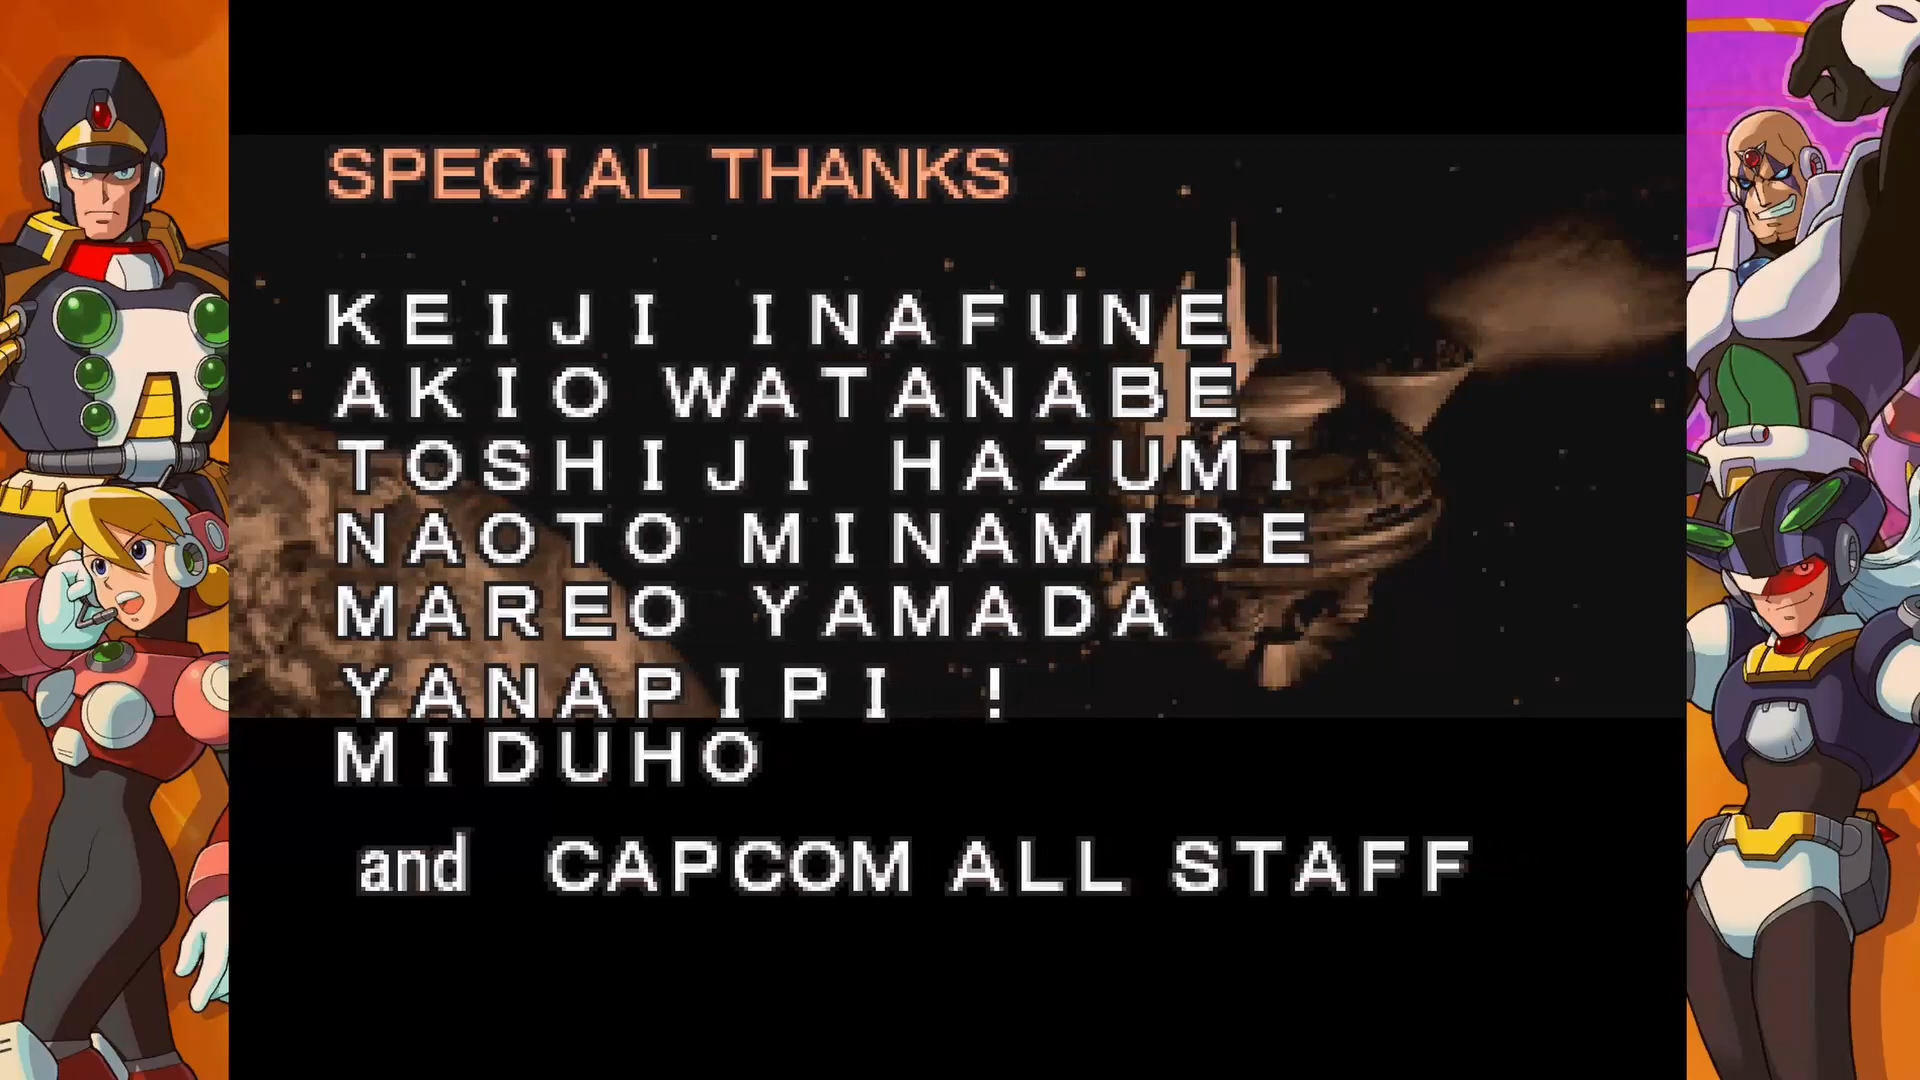 SPECIAL THANKS
KEIJI INAFUNE
AKIO WATANABE
TOSHIJI HAZUMI
NAOTO MINAMIDE
MAREO YAMADA
YANAPIPI !
MIDUHO
and CAPCOM ALL STAFF